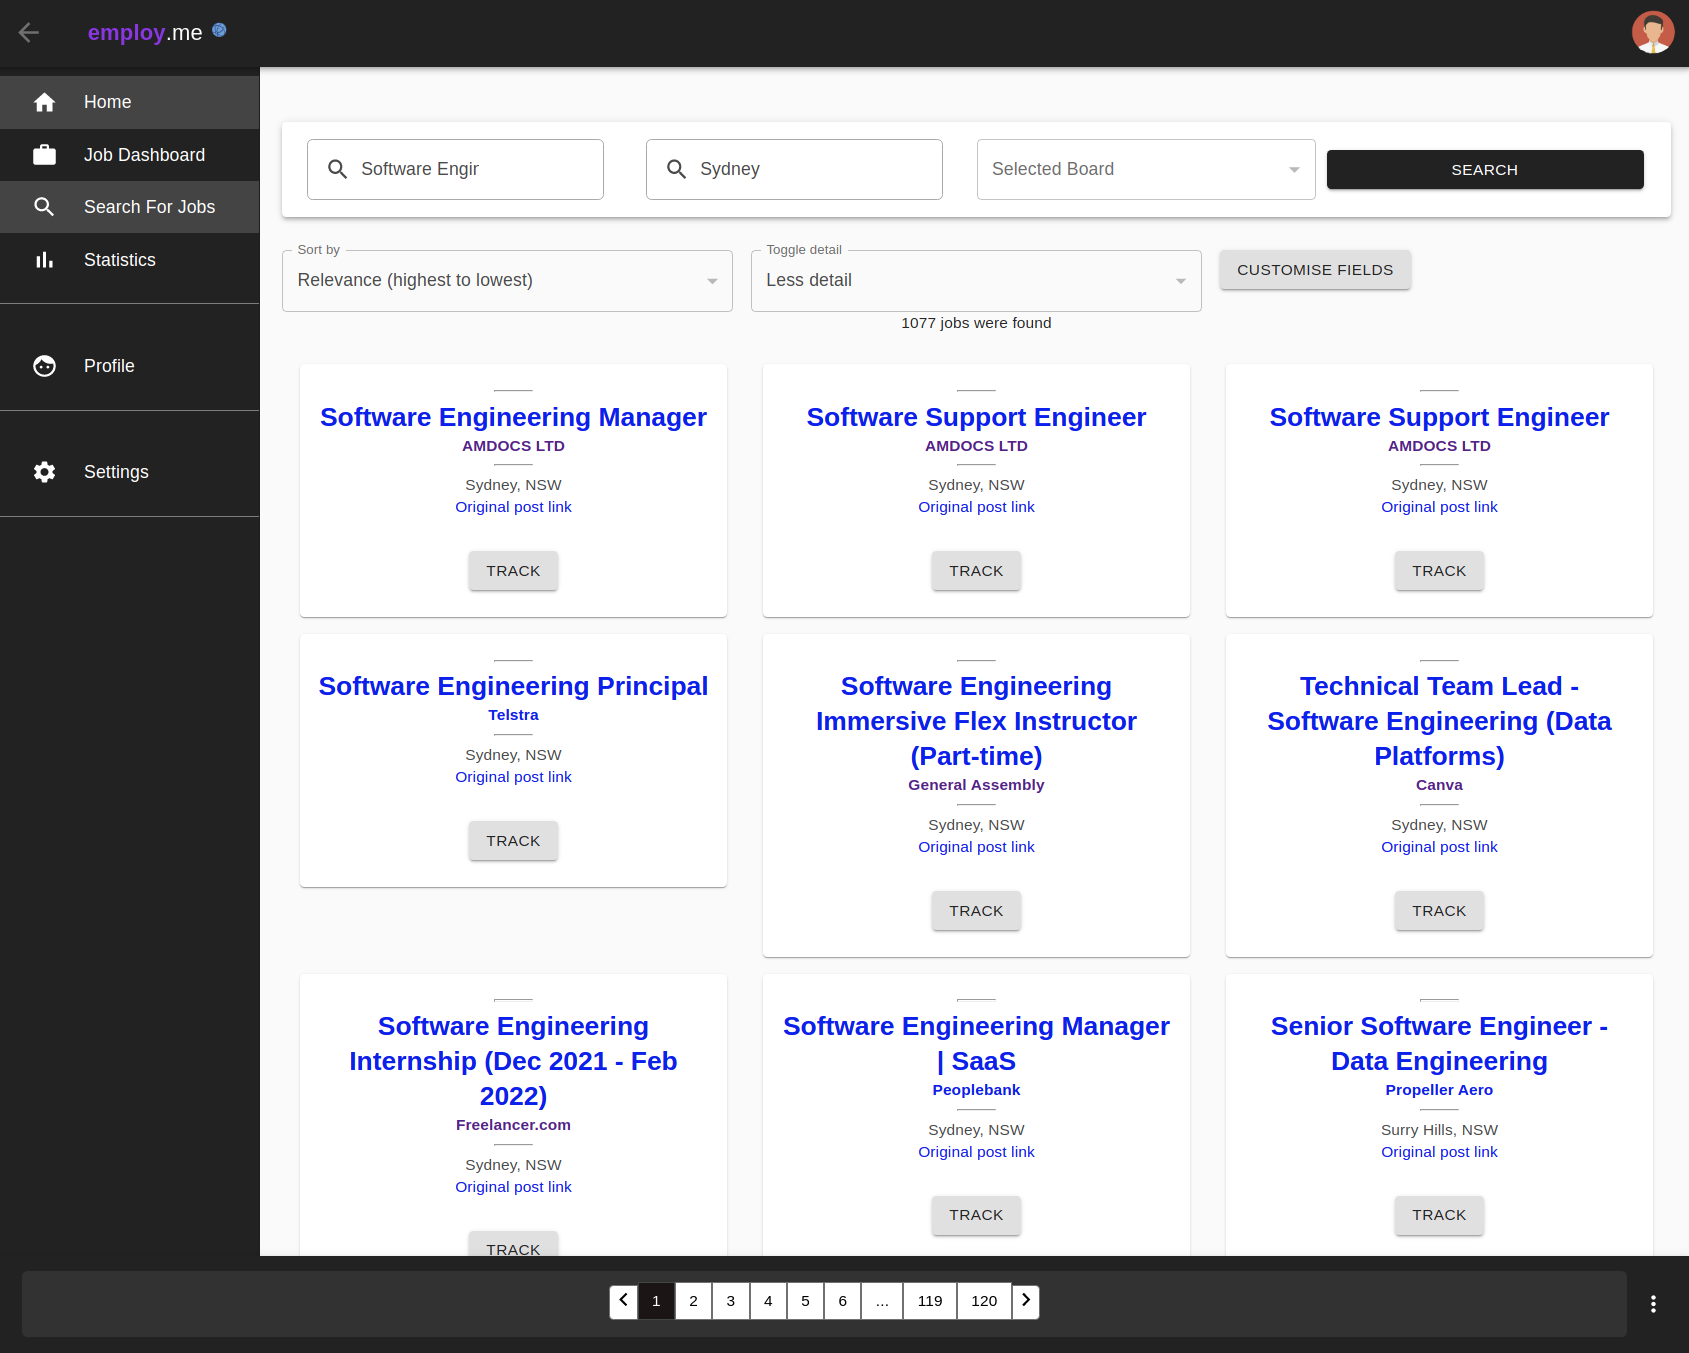 employ.me
Home
Job Dashboard
Search For Jobs
Statistics
Profile
Settings
Software Engir
Sydney
Selected Board
SEARCH
Sort by
Relevance (highest to lowest)
Toggle detail
Less detail
CUSTOMISE FIELDS
1077 jobs were found
Software Engineering Manager
AMDOCS LTD
Sydney, NSW
Original post link
TRACK
Software Support Engineer
AMDOCS LTD
Sydney, NSW
Original post link
TRACK
Software Support Engineer
AMDOCS LTD
Sydney, NSW
Original post link
TRACK
Software Engineering Principal
Telstra
Sydney, NSW
Original post link
TRACK
Software Engineering
Immersive Flex Instructor
(Part-time)
General Assembly
Sydney, NSW
Original post link
TRACK
Technical Team Lead -
Software Engineering (Data
Platforms)
Canva
Sydney, NSW
Original post link
TRACK
Software Engineering
Internship (Dec 2021 - Feb
2022)
Freelancer.com
Sydney, NSW
Original post link
TRACK
Software Engineering Manager
| SaaS
Peoplebank
Sydney, NSW
Original post link
TRACK
Senior Software Engineer -
Data Engineering
Propeller Aero
Surry Hills, NSW
Original post link
TRACK
1 2 3 4 5 6 ... 119 120